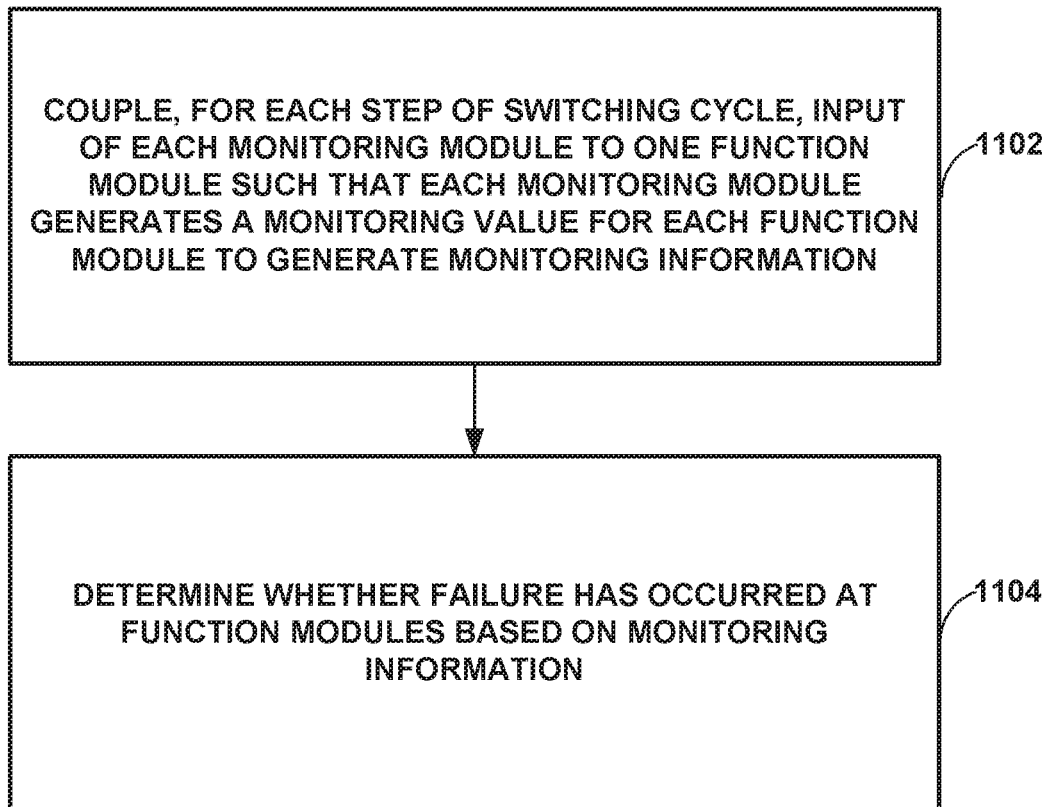 COUPLE, FOR EACH STEP OF SWITCHING CYCLE, INPUT
OF EACH MONITORING MODULE TO ONE FUNCTION
MODULE SUCH THAT EACH MONITORING MODULE
GENERATES A MONITORING VALUE FOR EACH FUNCTION
MODULE TO GENERATE MONITORING INFORMATION
1102
DETERMINE WHETHER FAILURE HAS OCCURRED AT
FUNCTION MODULES BASED ON MONITORING
INFORMATION
1104